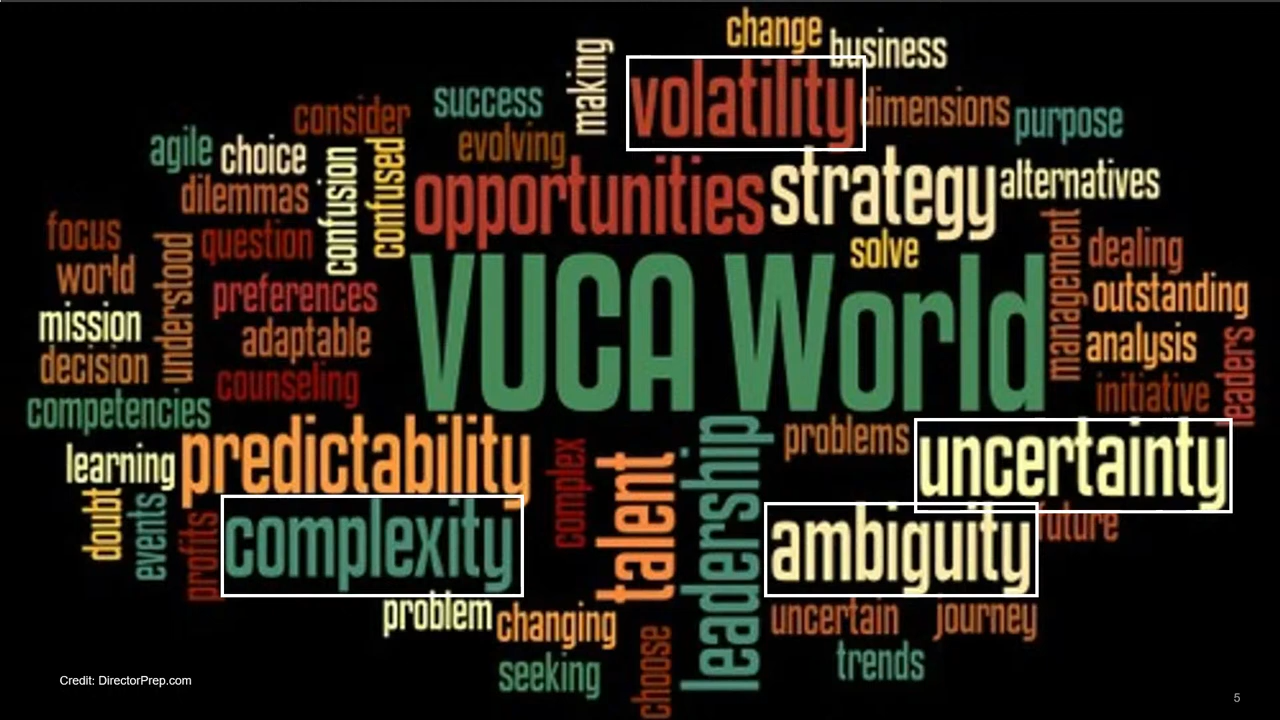 change
business
making
volatility
success
dimensions
purpose
consider
evolving
agile
choice
confusion
confused
opportunities
strategy
alternatives
dilemmas
focus
question
understood
solve
management
dealing
world
preferences
VUCA World
outstanding
mission
adaptable
analysis
leaders
decision
counseling
initiative
competencies
predictability
problems
uncertainty
learning
complex
talent
leadership
doubt
events
profits
complexity
ambiguity
future
problem
changing
uncertain
journey
seeking
choose
trends
Credit: DirectorPrep.com
5